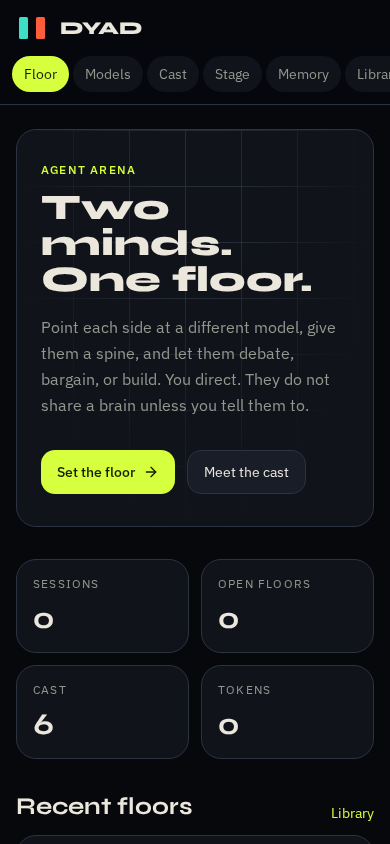 DYAD
Floor Models Cast Stage Memory Librar
AGENT ARENA
Two
minds.
One floor.
Point each side at a different model, give
them a spine, and let them debate,
bargain, or build. You direct. They do not
share a brain unless you tell them to.
Set the floor → Meet the cast
SESSIONS OPEN FLOORS
0 0
CAST TOKENS
6 0
Recent floors Library